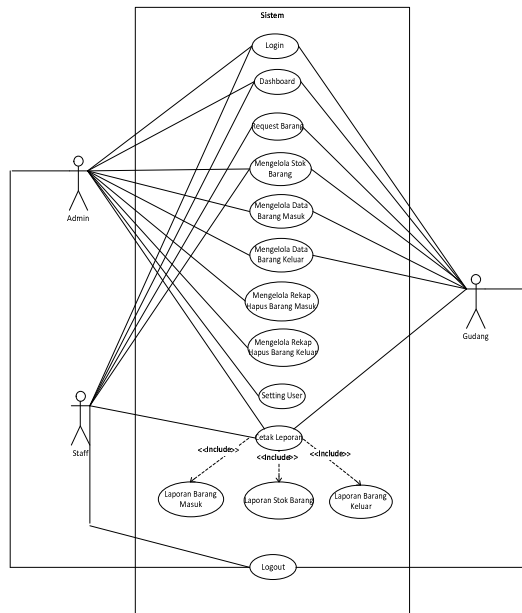 Sistem
Login
Dashboard
Request Barang
Mengelola Stok
Barang
Admin
Mengelola Data
Barang Masuk
Mengelola Data
Barang Keluar
Mengelola Rekap
Hapus Barang Masuk
Gudang
Mengelola Rekap
Hapus Barang Keluar
Setting User
Staff
Cetak Leporan
<<Include>>
<<Include>>
<<Include>>
Laporan Barang
Masuk
Laporan Stok Barang
Laporan Barang
Keluar
Logout